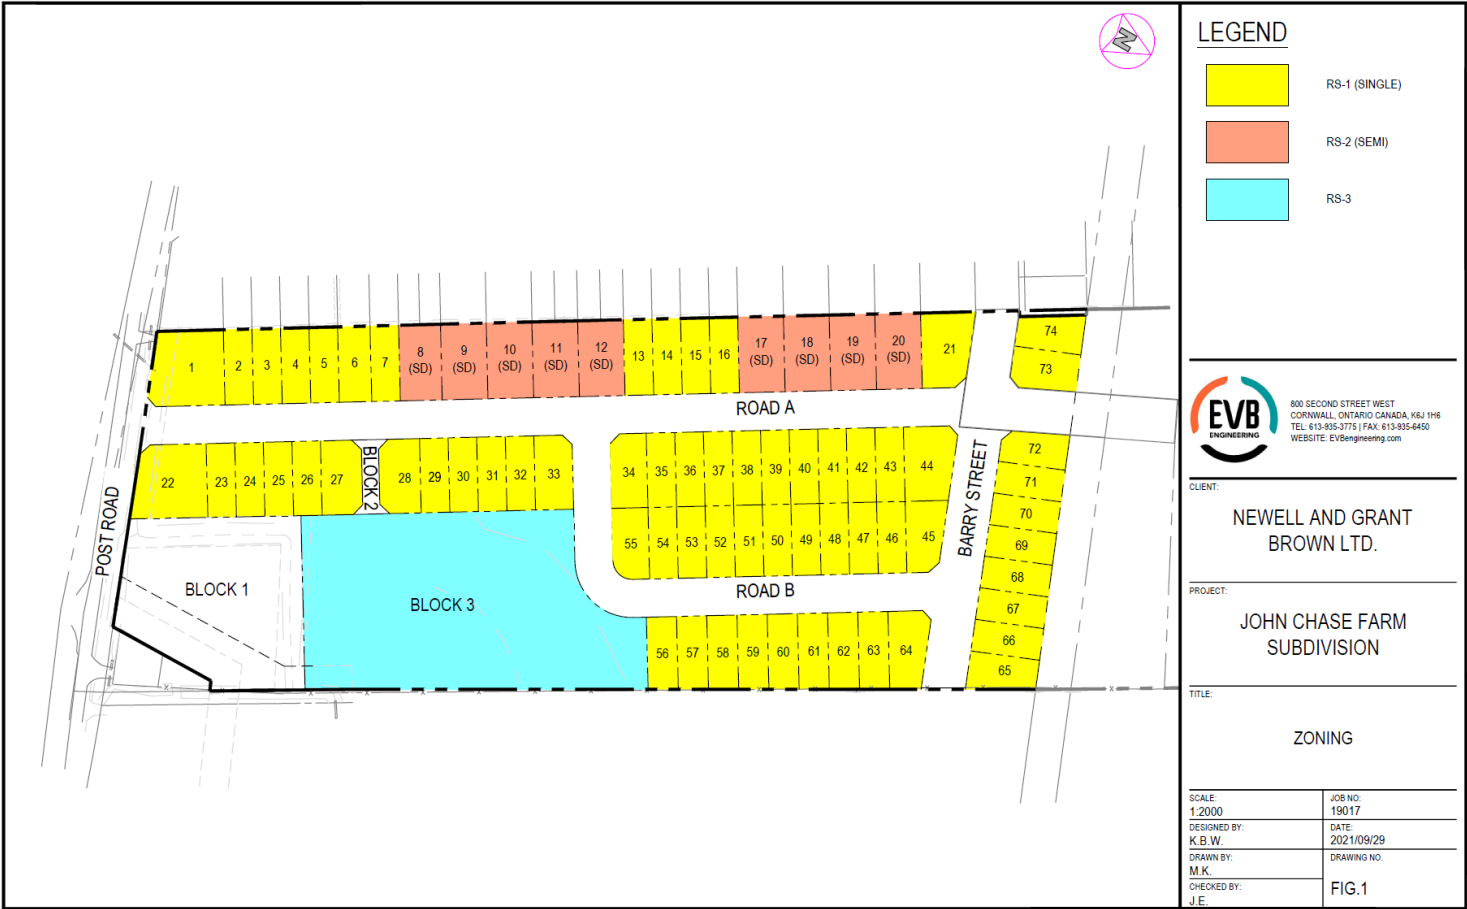 N
LEGEND
RS-1 (SINGLE)
RS-2 (SEMI)
RS-3
1
2
3
4
5
6
7
8
(SD)
9
(SD)
10
(SD)
11
(SD)
12
(SD)
13
14
15
16
17
(SD)
18
(SD)
19
(SD)
20
(SD)
21
74
73
ROAD A
22
23
24
25
26
27
BLOCK 2
28
29
30
31
32
33
34
35
36
37
38
39
40
41
42
43
44
55
54
53
52
51
50
49
48
47
46
45
BARRY STREET
72
71
70
69
68
67
66
65
POST ROAD
BLOCK 1
BLOCK 3
ROAD B
56
57
58
59
60
61
62
63
64
EVB
ENGINEERING
800 SECOND STREET WEST
CORNWALL, ONTARIO CANADA, K6J 1H6
TEL: 613-935-3775 | FAX: 613-935-6450
WEBSITE: EVBengineering.com
CLIENT:
NEWELL AND GRANT
BROWN LTD.
PROJECT:
JOHN CHASE FARM
SUBDIVISION
TITLE:
ZONING
SCALE:
1:2000
JOB NO:
19017
DESIGNED BY:
K.B.W.
DATE:
2021/09/29
DRAWN BY:
M.K.
DRAWING NO.
FIG.1
CHECKED BY:
J.E.